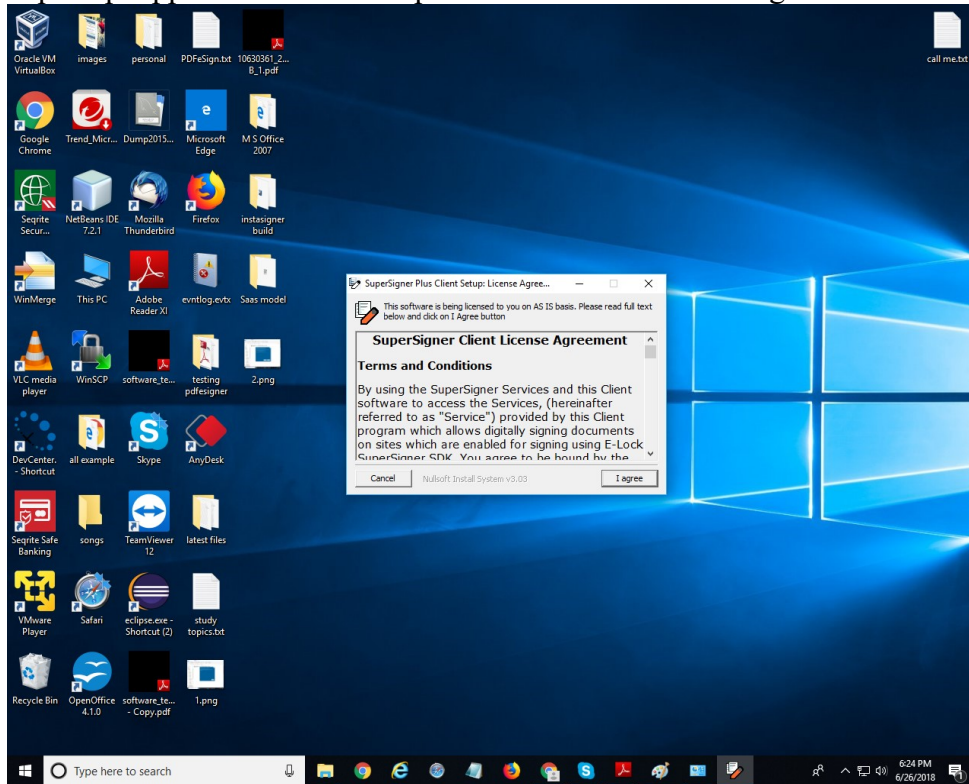 Oracle VM
VirtualBox
images
personal
PDFeSign.txt
10630361_2...
B_1.pdf
call me.txt
Google
Chrome
Trend_Micr...
Dump2015...
Microsoft
Edge
M S Office
2007
Seqrite
Secur...
NetBeans IDE
7.2.1
Mozilla
Thunderbird
Firefox
instasigner
build
WinMerge
This PC
Adobe
Reader XI
evntlog.evtx
Saas model
VLC media
player
WinSCP
software_te...
testing
pdfesigner
2.png
DevCenter.
- Shortcut
all example
Skype
AnyDesk
Seqrite Safe
Banking
songs
TeamViewer
12
latest files
VMware
Player
Safari
eclipse.exe -
Shortcut (2)
study
topics.txt
Recycle Bin
OpenOffice
4.1.0
software_te...
- Copy.pdf
1.png
SuperSigner Plus Client Setup: License Agree...
This software is being licensed to you on AS IS basis. Please read full text
below and click on I Agree button
SuperSigner Client License Agreement
Terms and Conditions
By using the SuperSigner Services and this Client
software to access the Services, (hereinafter
referred to as "Service") provided by this Client
program which allows digitally signing documents
on sites which are enabled for signing using E-Lock
SuperSigner SDK. You agree to be bound by the
Cancel
Nullsoft Install System v3.03
I agree
Type here to search
6:24 PM
6/26/2018